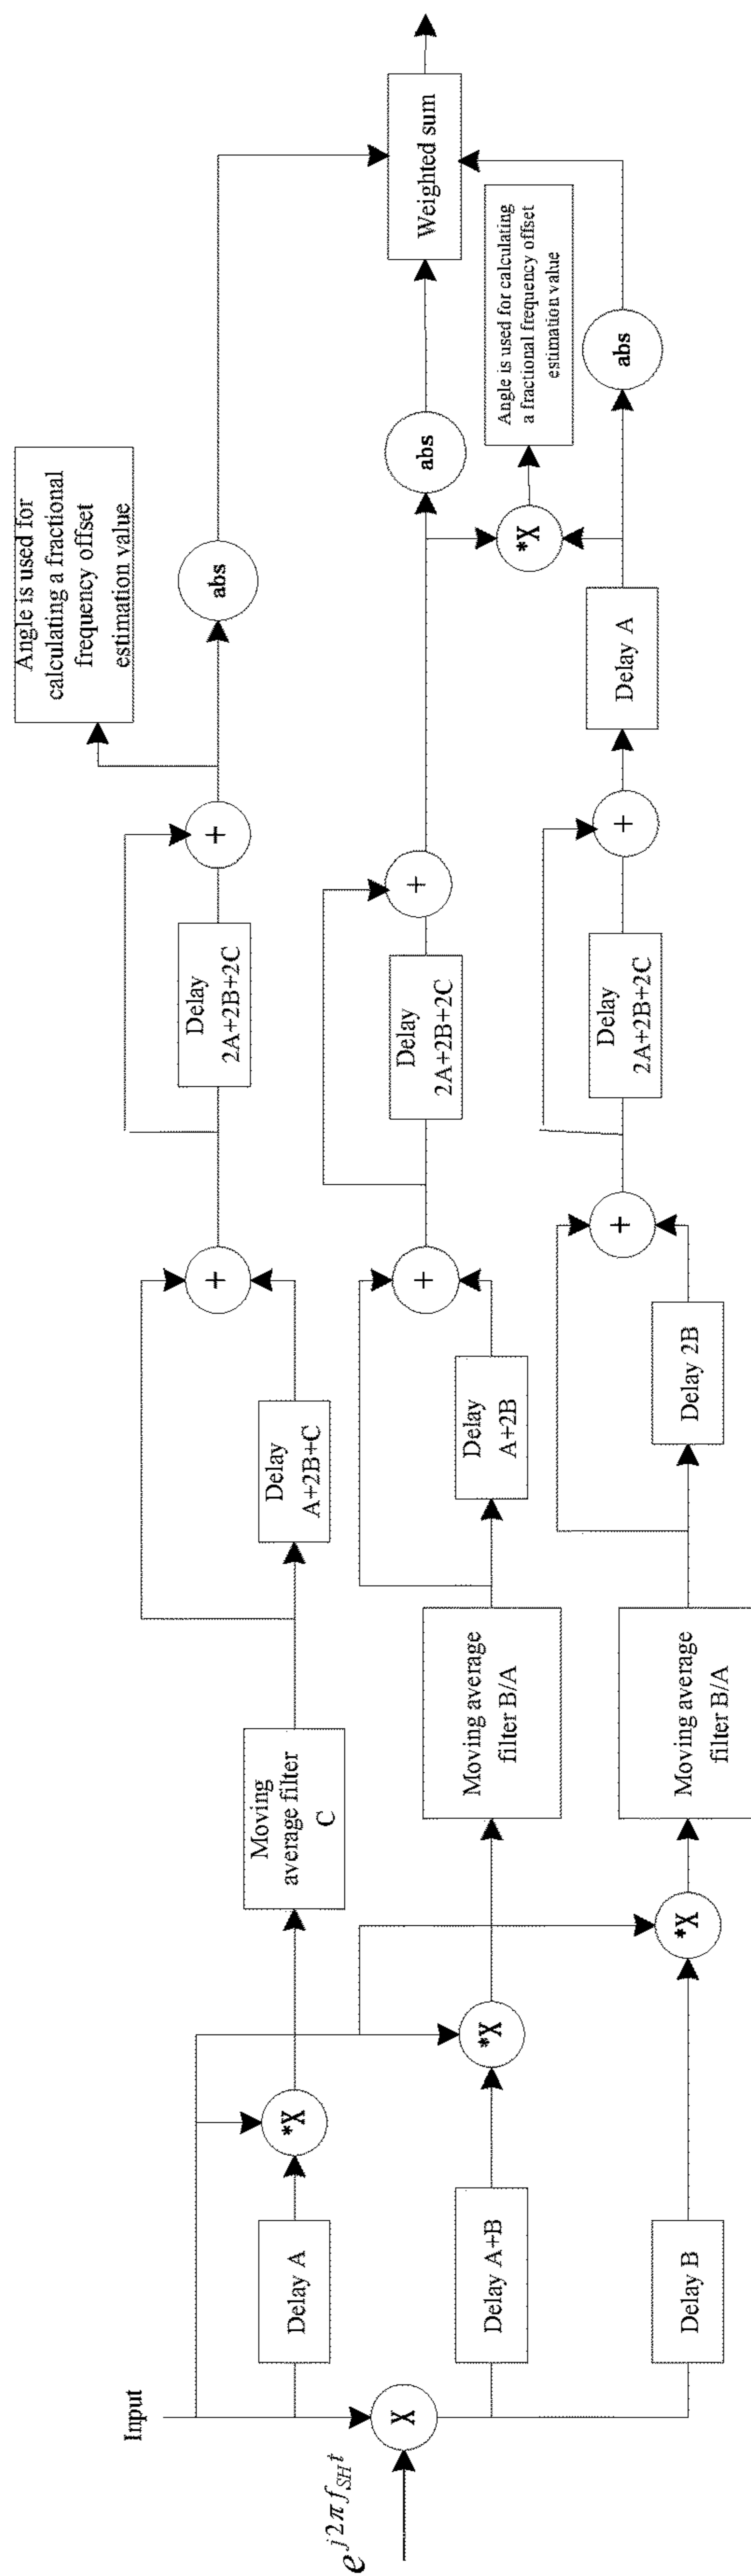 Input
e^{j2πf_{SH}t}
X
Delay A
Delay A+B
Delay B
X*
X*
X*
Moving
average filter
C
Moving average
filter B/A
Moving average
filter B/A
Delay
A+2B+C
Delay
A+2B
Delay 2B
+
+
+
Delay
2A+2B+2C
Delay
2A+2B+2C
Delay
2A+2B+2C
+
+
+
Angle is used for
calculating a fractional
frequency offset
estimation value
Delay A
abs
abs
abs
X*
Angle is used for calculating
a fractional frequency offset
estimation value
Weighted sum